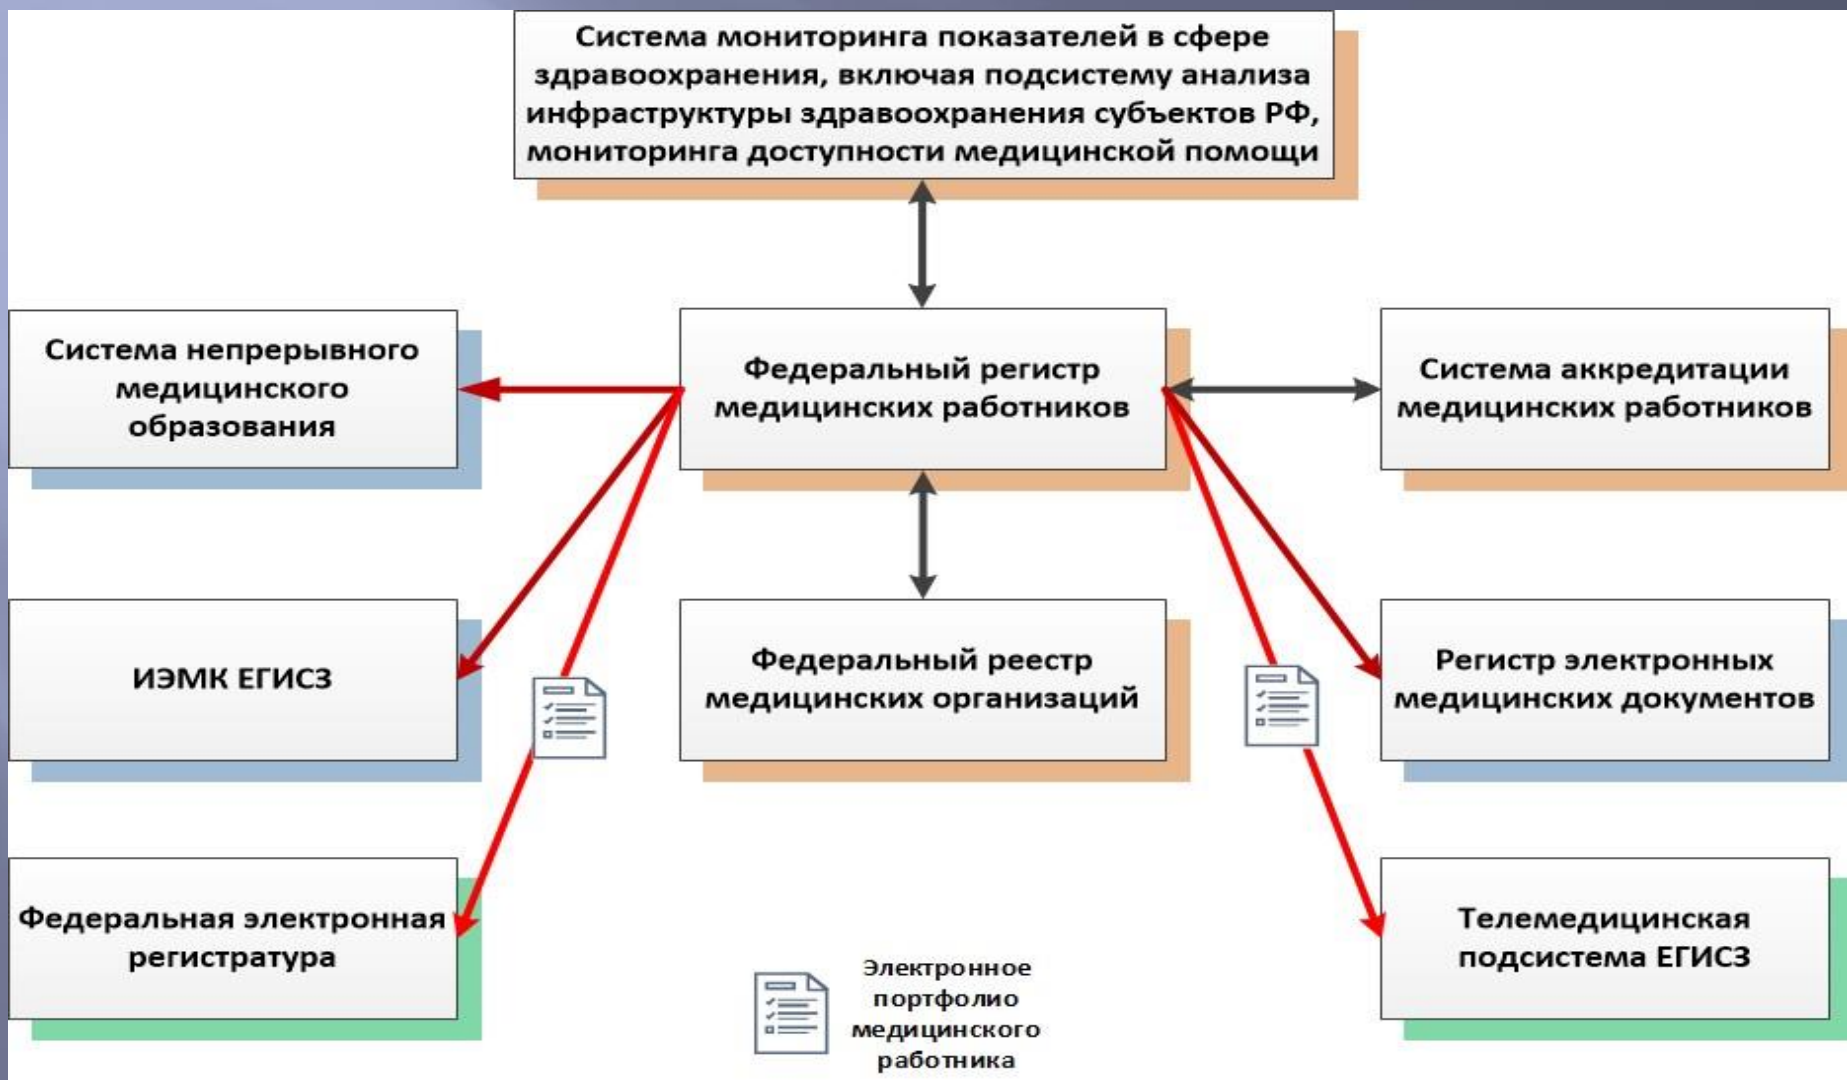 Система мониторинга показателей в сфере
здравоохранения, включая подсистему анализа
инфраструктуры здравоохранения субъектов РФ,
мониторинга доступности медицинской помощи
Система непрерывного
медицинского
образования
Федеральный регистр
медицинских работников
Система аккредитации
медицинских работников
ИЭМК ЕГИСЗ
Федеральный реестр
медицинских организаций
Регистр электронных
медицинских документов
Федеральная электронная
регистратура
Телемедицинская
подсистема ЕГИСЗ
Электронное
портфолио
медицинского
работника